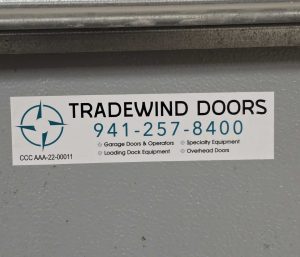 TRADEWIND DOORS
941-257-8400
Garage Doors & Operators Specialty Equipment
Loading Dock Equipment Overhead Doors
CCC AAA-22-00011